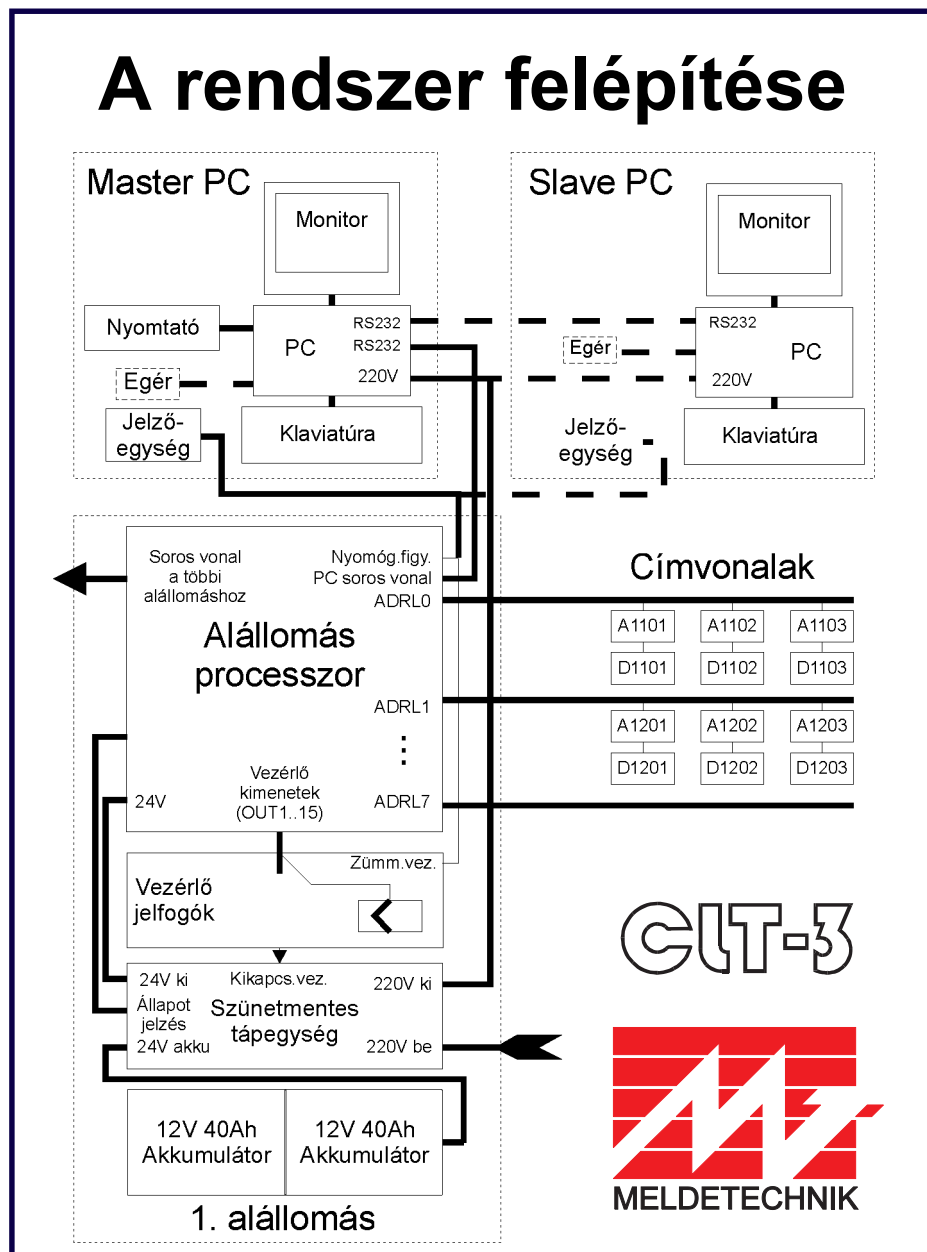 A rendszer felépítése
Master PC
Monitor
Nyomtató
PC
RS232
RS232
220V
Egér
Klaviatúra
Jelző-
egység
Slave PC
Monitor
RS232
PC
220V
Egér
Klaviatúra
Jelző-
egység
Soros vonal
a többi
alállomáshoz
Nyomóg.figy.
PC soros vonal
ADRL0
Alállomás
processzor
ADRL1
ADRL7
24V
Vezérlő
kimenetek
(OUT1..15)
Címvonalak
A1101
A1102
A1103
D1101
D1102
D1103
A1201
A1202
A1203
D1201
D1202
D1203
Zümm.vez.
Vezérlő
jelfogók
24V ki
Kikapcs.vez.
220V ki
Állapot
jelzés
Szünetmentes
tápegység
24V akku
220V be
12V 40Ah
Akkumulátor
12V 40Ah
Akkumulátor
1. alállomás
CLT-3
MT
MELDETECHNIK